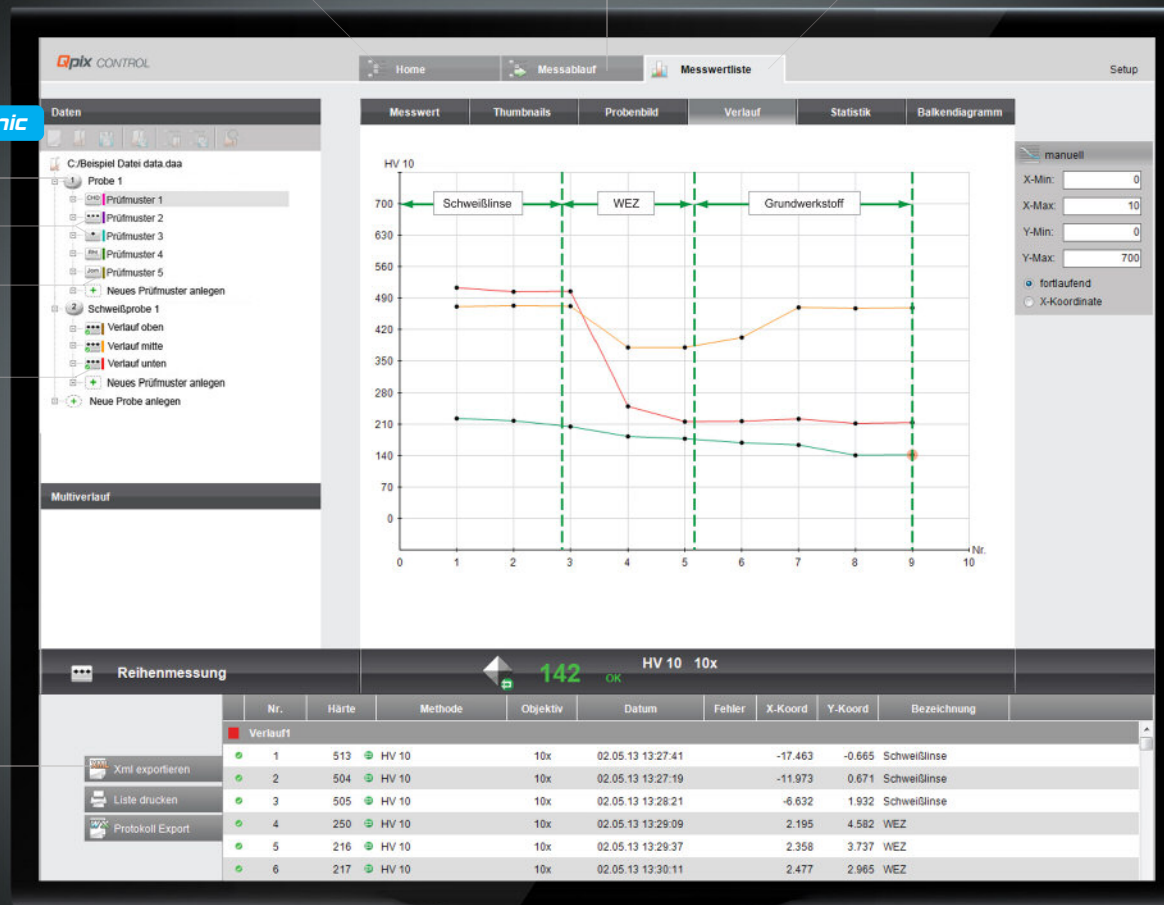 Qpix CONTROL
Home
Messablauf
Messwertliste
Setup
nic
Daten
C:/Beispiel Datei data.daa
1 Probe 1
CHD Prüfmuster 1
Prüfmuster 2
Prüfmuster 3
Rhc Prüfmuster 4
Jom Prüfmuster 5
+ Neues Prüfmuster anlegen
2 Schweißprobe 1
Verlauf oben
Verlauf mitte
Verlauf unten
+ Neues Prüfmuster anlegen
+ Neue Probe anlegen
Multiverlauf
Messwert Thumbnails Probenbild Verlauf Statistik Balkendiagramm
HV 10
Schweißlinse WEZ Grundwerkstoff
700
630
560
490
420
350
280
210
140
70
0
0 1 2 3 4 5 6 7 8 9 10
Nr.
manuell
X-Min: 0
X-Max: 10
Y-Min: 0
Y-Max: 700
fortlaufend
X-Koordinate
Reihenmessung
142 OK HV 10 10x
Xml exportieren
Liste drucken
Protokoll Export
Nr. Härte Methode Objektiv Datum Fehler X-Koord Y-Koord Bezeichnung
Verlauf1
1 513 HV 10 10x 02.05.13 13:27:41 -17.463 -0.665 Schweißlinse
2 504 HV 10 10x 02.05.13 13:27:19 -11.973 0.671 Schweißlinse
3 505 HV 10 10x 02.05.13 13:28:21 -6.632 1.932 Schweißlinse
4 250 HV 10 10x 02.05.13 13:29:09 2.195 4.582 WEZ
5 216 HV 10 10x 02.05.13 13:29:37 2.358 3.737 WEZ
6 217 HV 10 10x 02.05.13 13:30:11 2.477 2.965 WEZ